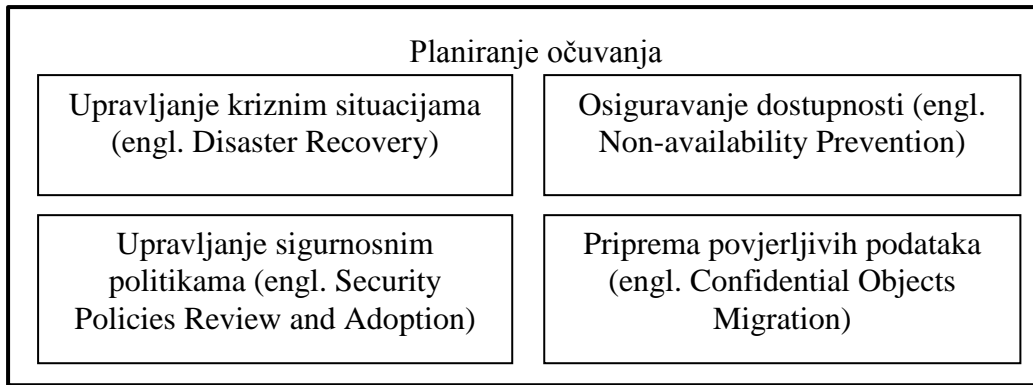 Planiranje očuvanja
Upravljanje kriznim situacijama
(engl. Disaster Recovery)
Osiguravanje dostupnosti (engl.
Non-availability Prevention)
Upravljanje sigurnosnim
politikama (engl. Security
Policies Review and Adoption)
Priprema povjerljivih podataka
(engl. Confidential Objects
Migration)